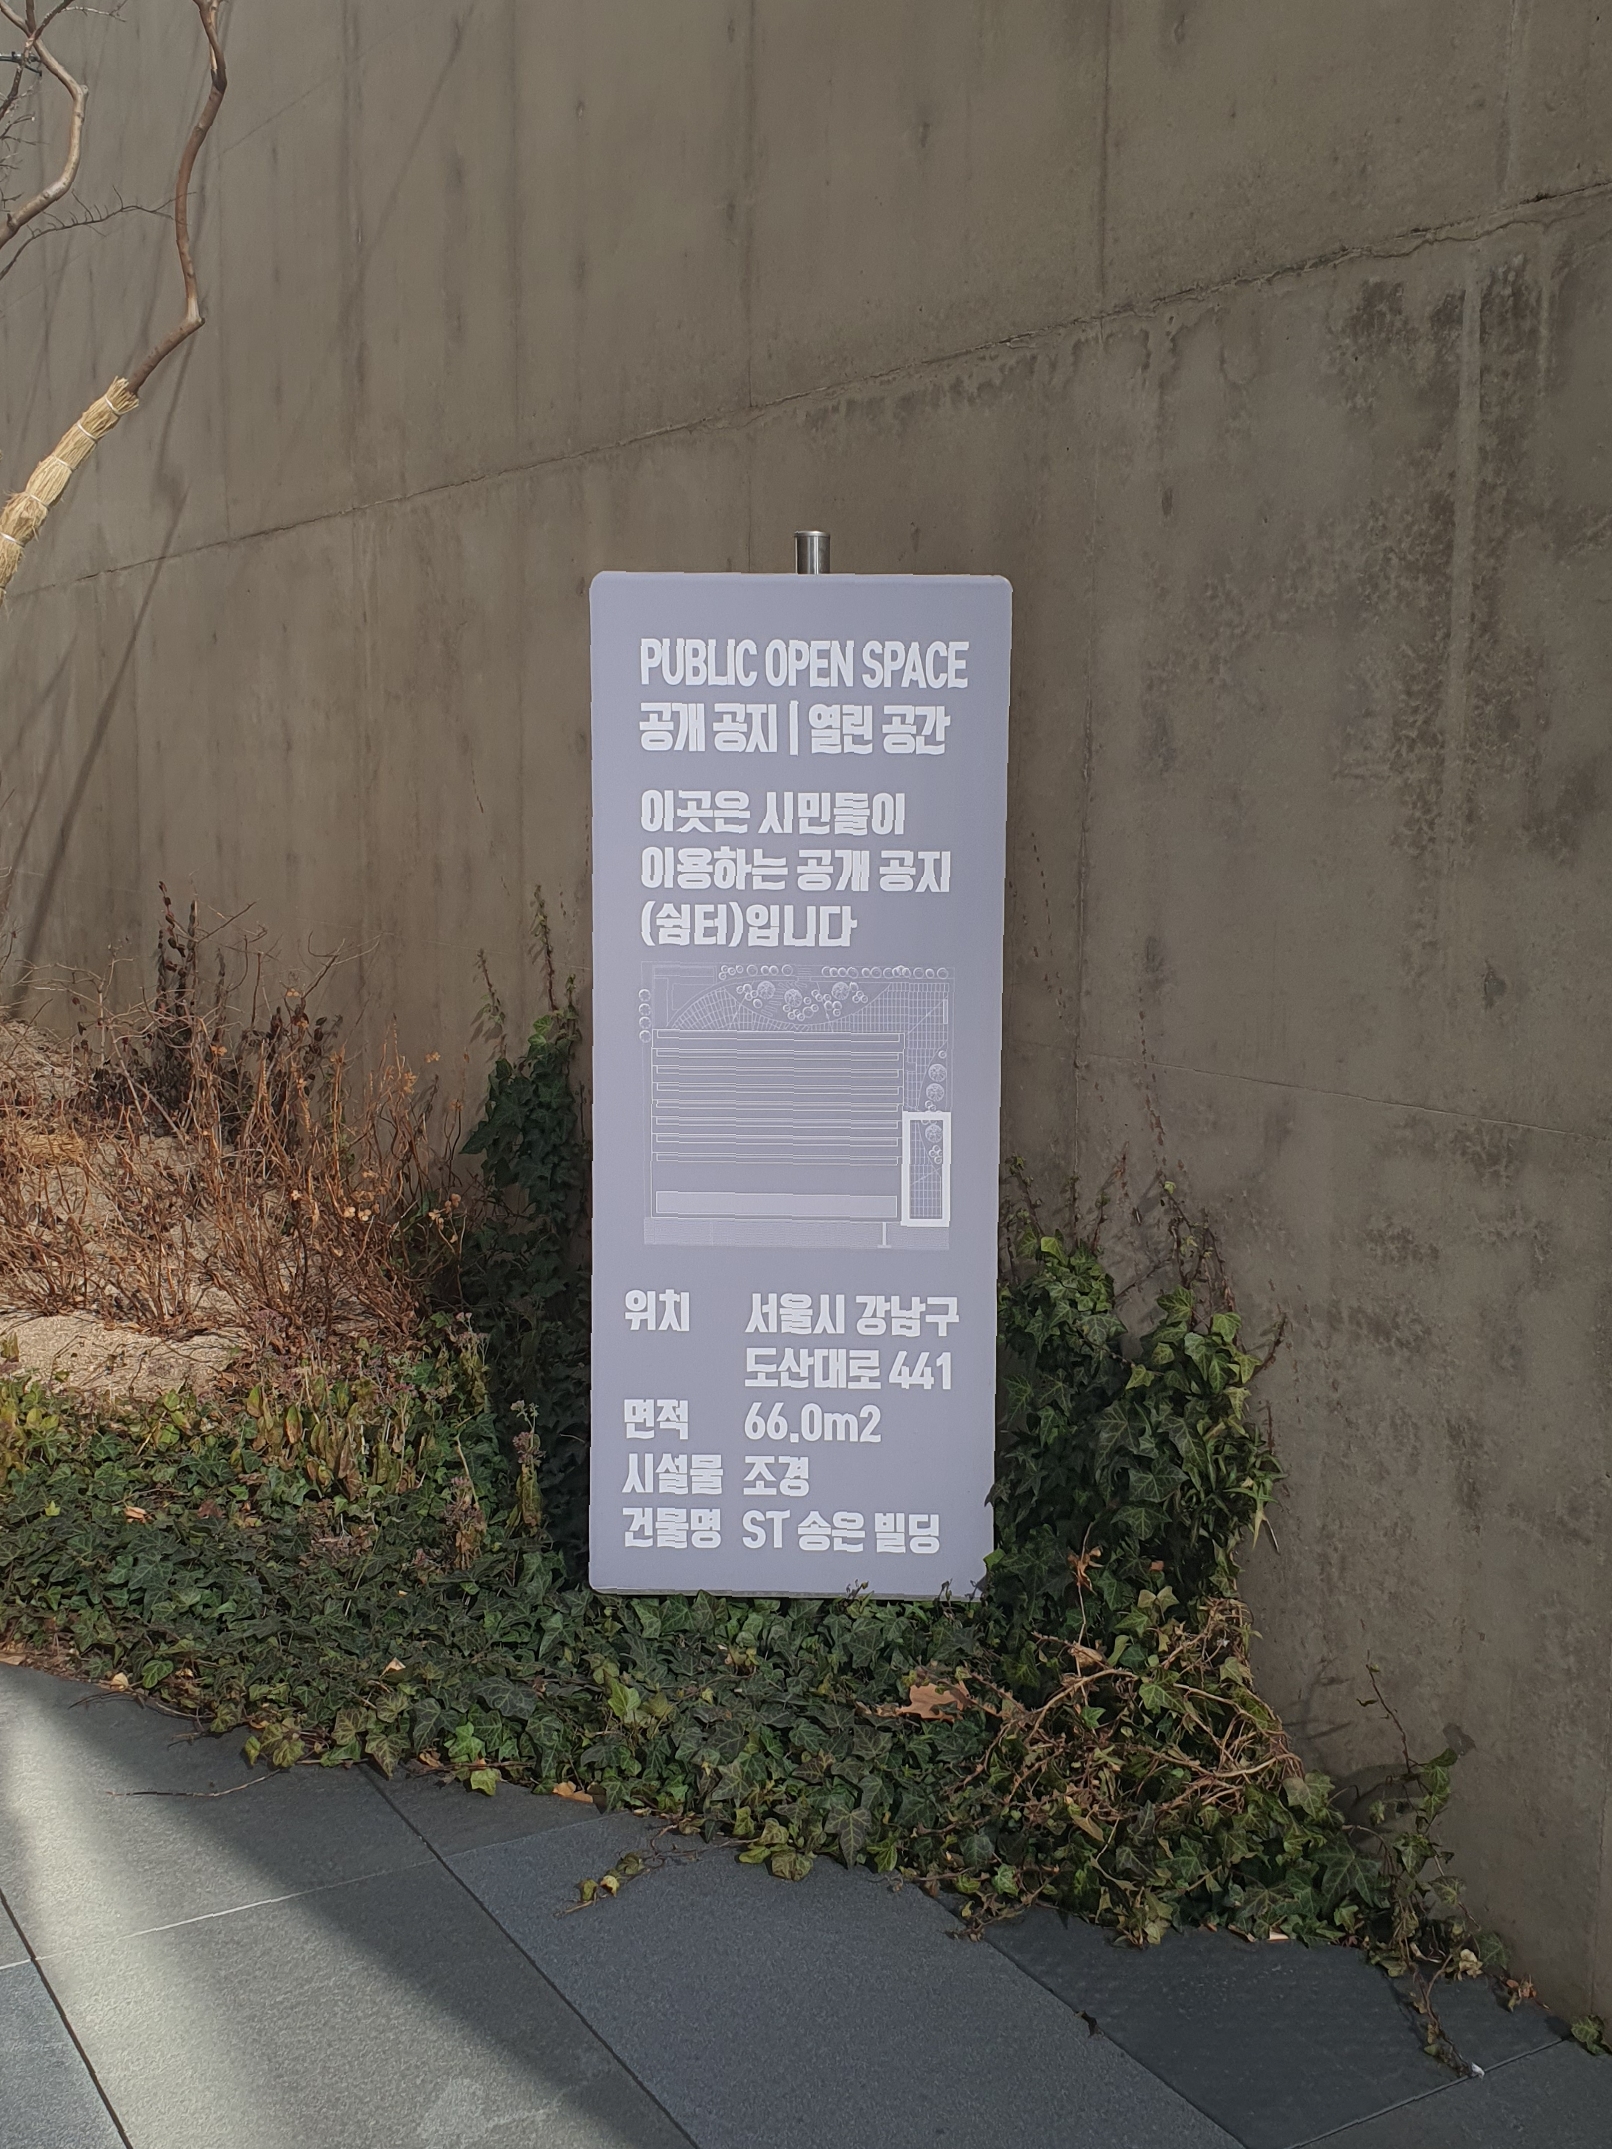 PUBLIC OPEN SPACE
공개 공지 | 열린 공간
이곳은 시민들이
이용하는 공개 공지
(쉼터)입니다
위치 서울시 강남구
도산대로 441
면적 66.0m2
시설물 조경
건물명 ST 송은 빌딩